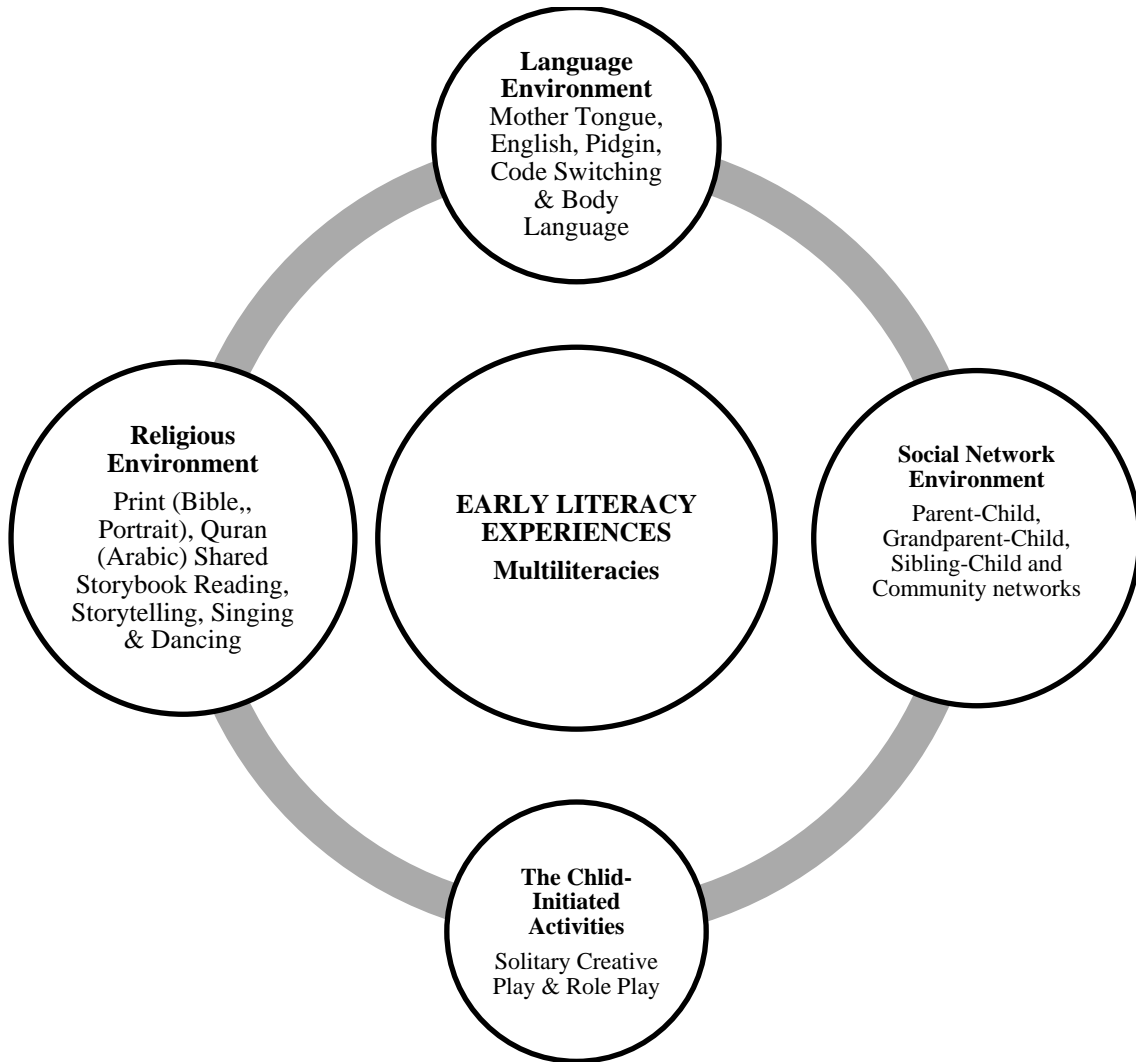 Language
Environment
Mother Tongue,
English, Pidgin,
Code Switching
& Body
Language
Religious
Environment
Print (Bible,,
Portrait), Quran
(Arabic) Shared
Storybook Reading,
Storytelling, Singing
& Dancing
EARLY LITERACY
EXPERIENCES
Multiliteracies
Social Network
Environment
Parent-Child,
Grandparent-Child,
Sibling-Child and
Community networks
The Chlid-
Initiated
Activities
Solitary Creative
Play & Role Play